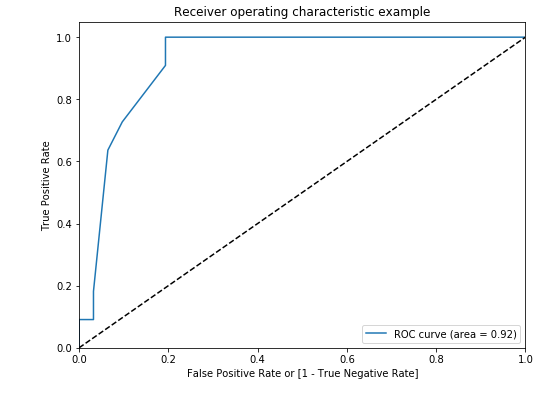 Receiver operating characteristic example
1.0
0.8
0.6
0.4
0.2
0.0
True Positive Rate
0.0 0.2 0.4 0.6 0.8 1.0
False Positive Rate or [1 - True Negative Rate]
ROC curve (area = 0.92)